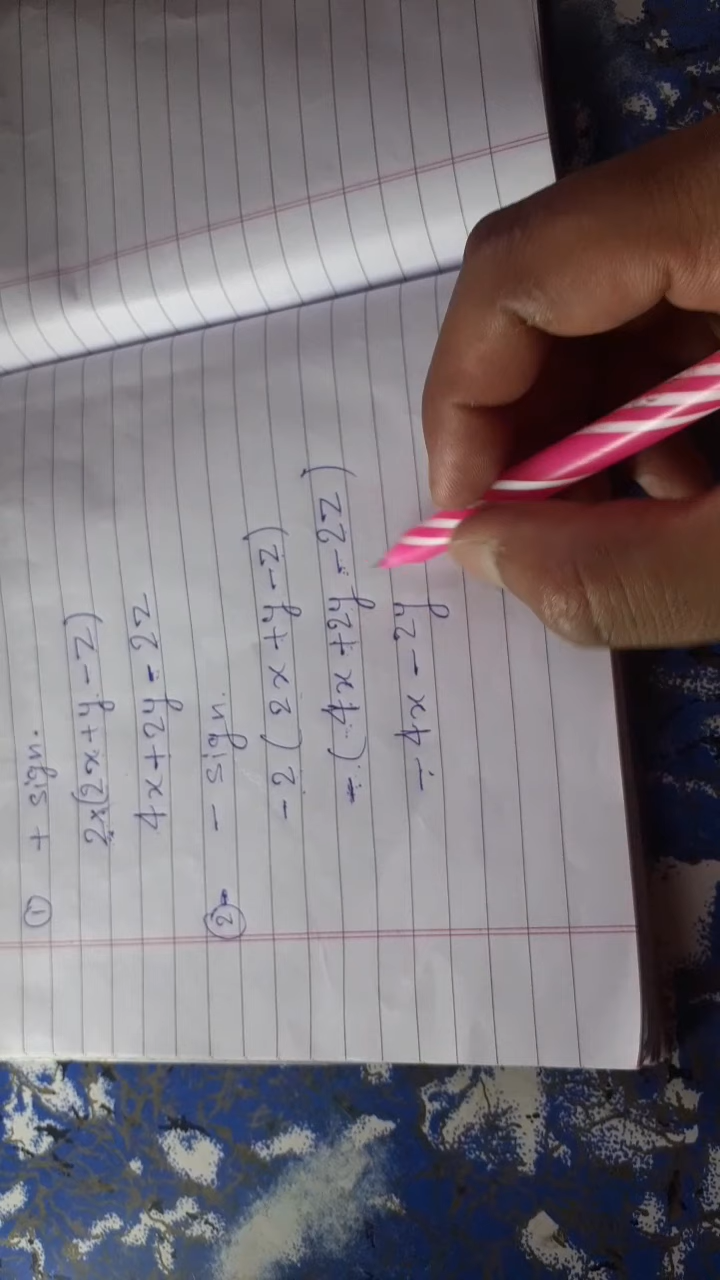 ① + sign.
2x(2x+y-z)
4x+2y-2z
② - sign.
-2(2x+y-z)
-(4x+2y-2z)
-4x-2y